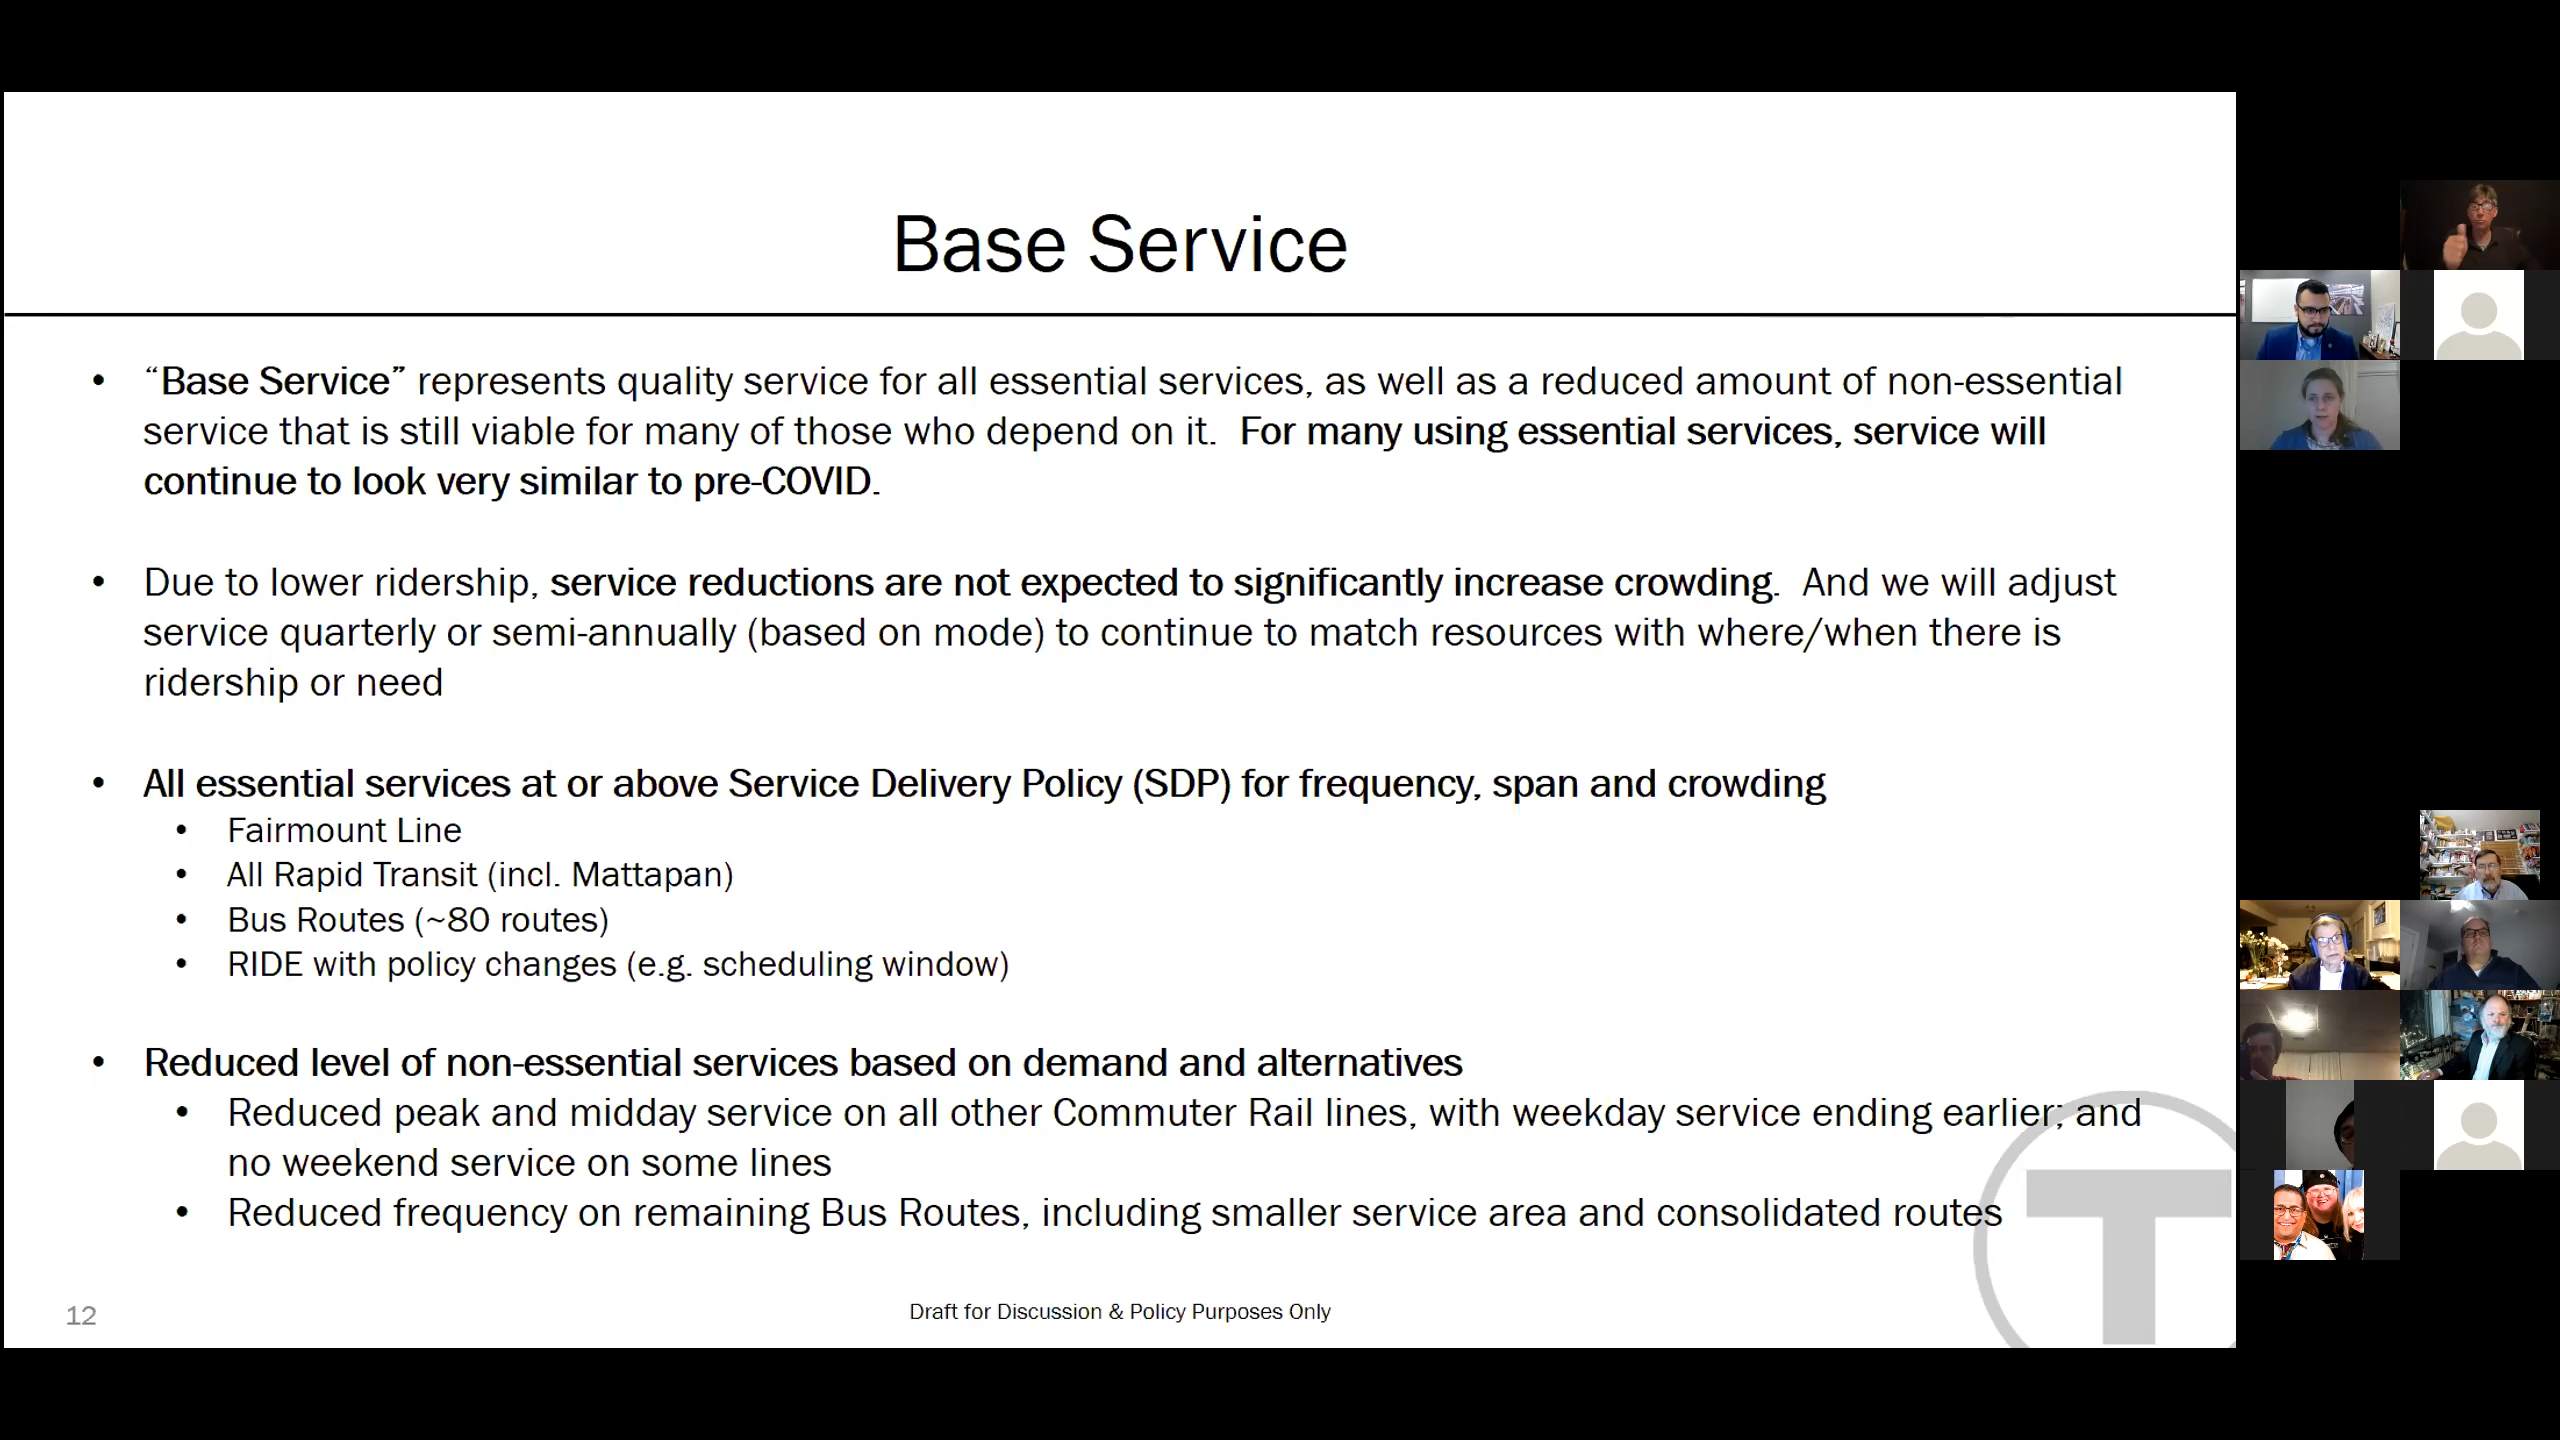 Base Service
• “Base Service” represents quality service for all essential services, as well as a reduced amount of non-essential
service that is still viable for many of those who depend on it.  For many using essential services, service will
continue to look very similar to pre-COVID.
• Due to lower ridership, service reductions are not expected to significantly increase crowding.  And we will adjust
service quarterly or semi-annually (based on mode) to continue to match resources with where/when there is
ridership or need
• All essential services at or above Service Delivery Policy (SDP) for frequency, span and crowding
• Fairmount Line
• All Rapid Transit (incl. Mattapan)
• Bus Routes (~80 routes)
• RIDE with policy changes (e.g. scheduling window)
• Reduced level of non-essential services based on demand and alternatives
• Reduced peak and midday service on all other Commuter Rail lines, with weekday service ending earlier; and
no weekend service on some lines
• Reduced frequency on remaining Bus Routes, including smaller service area and consolidated routes
T
12
Draft for Discussion & Policy Purposes Only